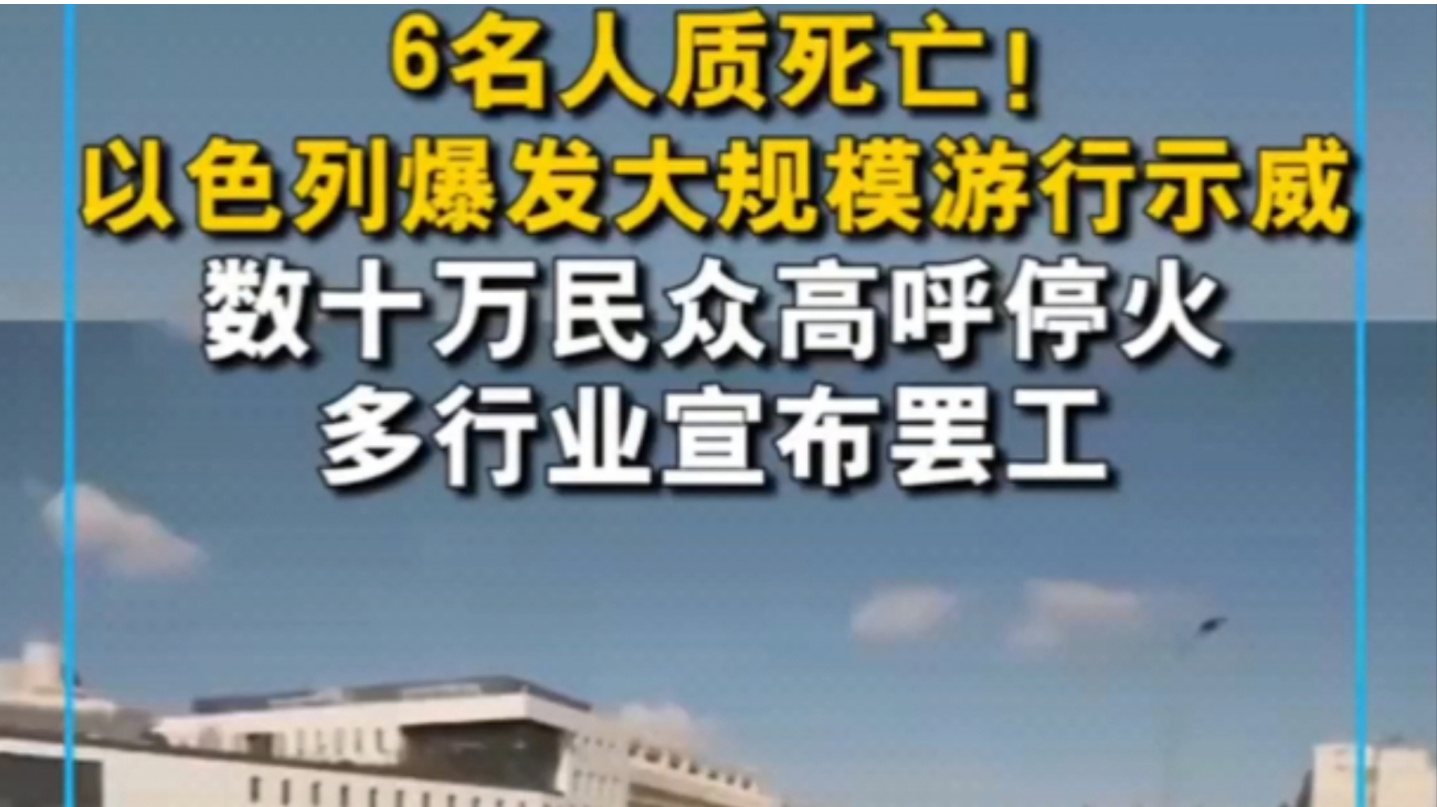 6名人质死亡!
以色列爆发大规模游行示威
数十万民众高呼停火
多行业宣布罢工